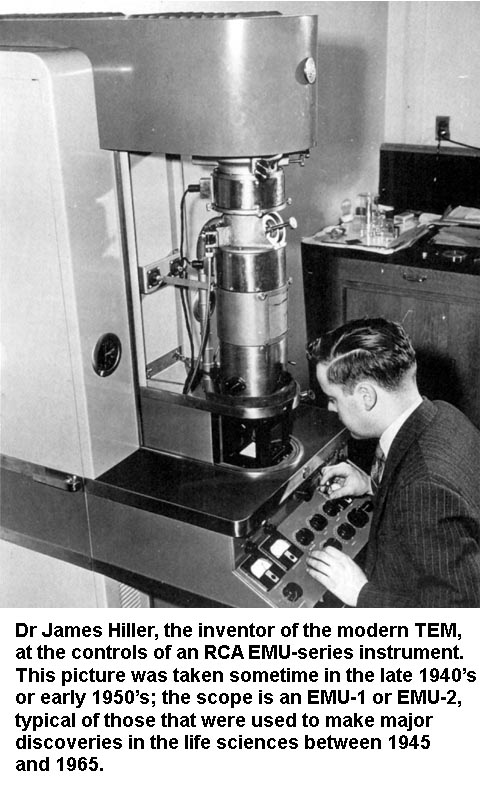 Dr James Hiller, the inventor of the modern TEM,
at the controls of an RCA EMU-series instrument.
This picture was taken sometime in the late 1940's
or early 1950's; the scope is an EMU-1 or EMU-2,
typical of those that were used to make major
discoveries in the life sciences between 1945
and 1965.